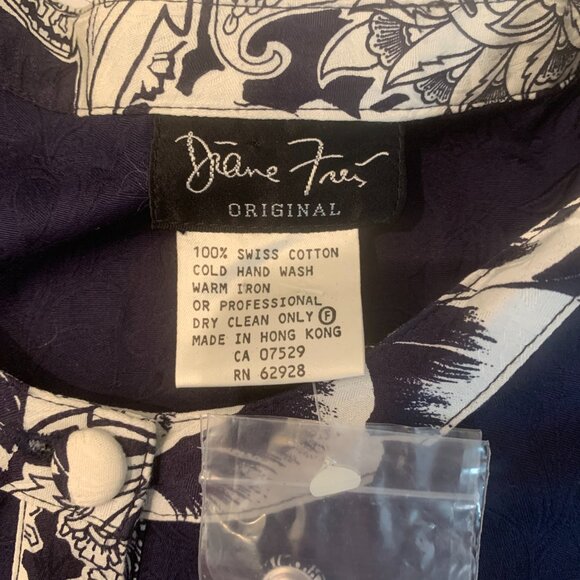 Diane Freis
ORIGINAL
100% SWISS COTTON
COLD HAND WASH
WARM IRON
OR PROFESSIONAL
DRY CLEAN ONLY Ⓕ
MADE IN HONG KONG
CA 07529
RN 62928